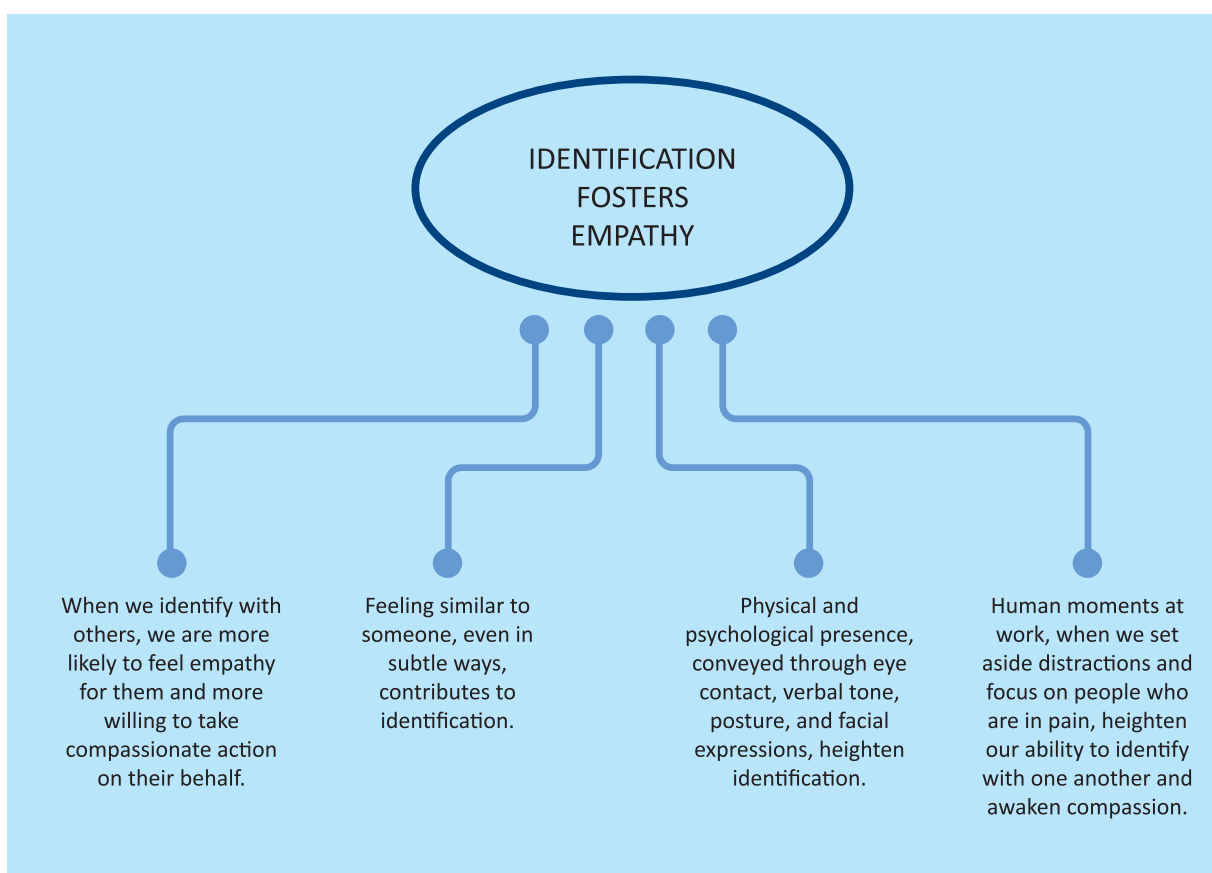 IDENTIFICATION
FOSTERS
EMPATHY
When we identify with
others, we are more
likely to feel empathy
for them and more
willing to take
compassionate action
on their behalf.
Feeling similar to
someone, even in
subtle ways,
contributes to
identification.
Physical and
psychological presence,
conveyed through eye
contact, verbal tone,
posture, and facial
expressions, heighten
identification.
Human moments at
work, when we set
aside distractions and
focus on people who
are in pain, heighten
our ability to identify
with one another and
awaken compassion.